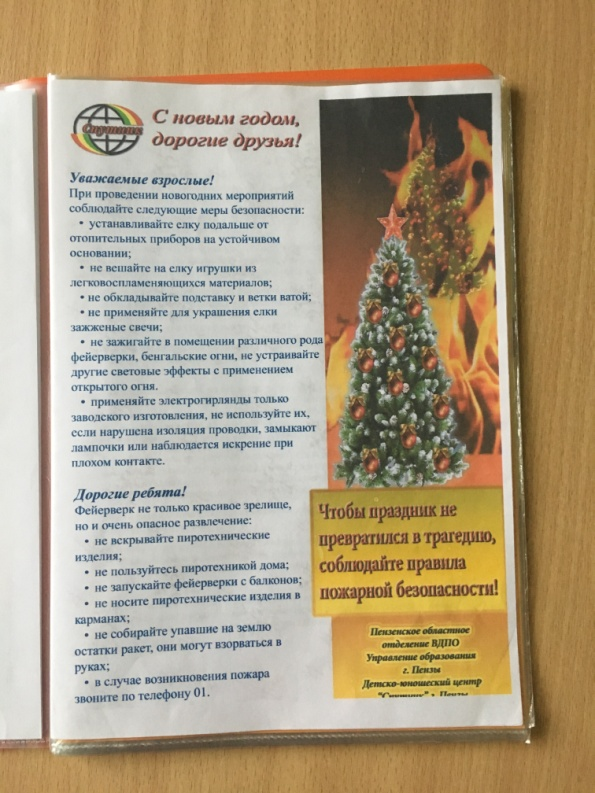 Спутник
С новым годом,
дорогие друзья!
Уважаемые взрослые!
При проведении новогодних мероприятий
соблюдайте следующие меры безопасности:
• устанавливайте елку подальше от
отопительных приборов на устойчивом
основании;
• не вешайте на елку игрушки из
легковоспламеняющихся материалов;
• не обкладывайте подставку и ветки ватой;
• не применяйте для украшения елки
зажженые свечи;
• не зажигайте в помещении различного рода
фейерверки, бенгальские огни, не устраивайте
другие световые эффекты с применением
открытого огня.
• применяйте электрогирлянды только
заводского изготовления, не используйте их,
если нарушена изоляция проводки, замыкают
лампочки или наблюдается искрение при
плохом контакте.
Дорогие ребята!
Фейерверк не только красивое зрелище,
но и очень опасное развлечение:
• не вскрывайте пиротехнические
изделия;
• не пользуйтесь пиротехникой дома;
• не запускайте фейерверки с балконов;
• не носите пиротехнические изделия в
карманах;
• не собирайте упавшие на землю
остатки ракет, они могут взорваться в
руках;
• в случае возникновения пожара
звоните по телефону 01.
Чтобы праздник не
превратился в трагедию,
соблюдайте правила
пожарной безопасности!
Пензенское областное
отделение ВДПО
Управление образования
г. Пензы
Детско-юношеский центр
"Спутник" г. Пензы